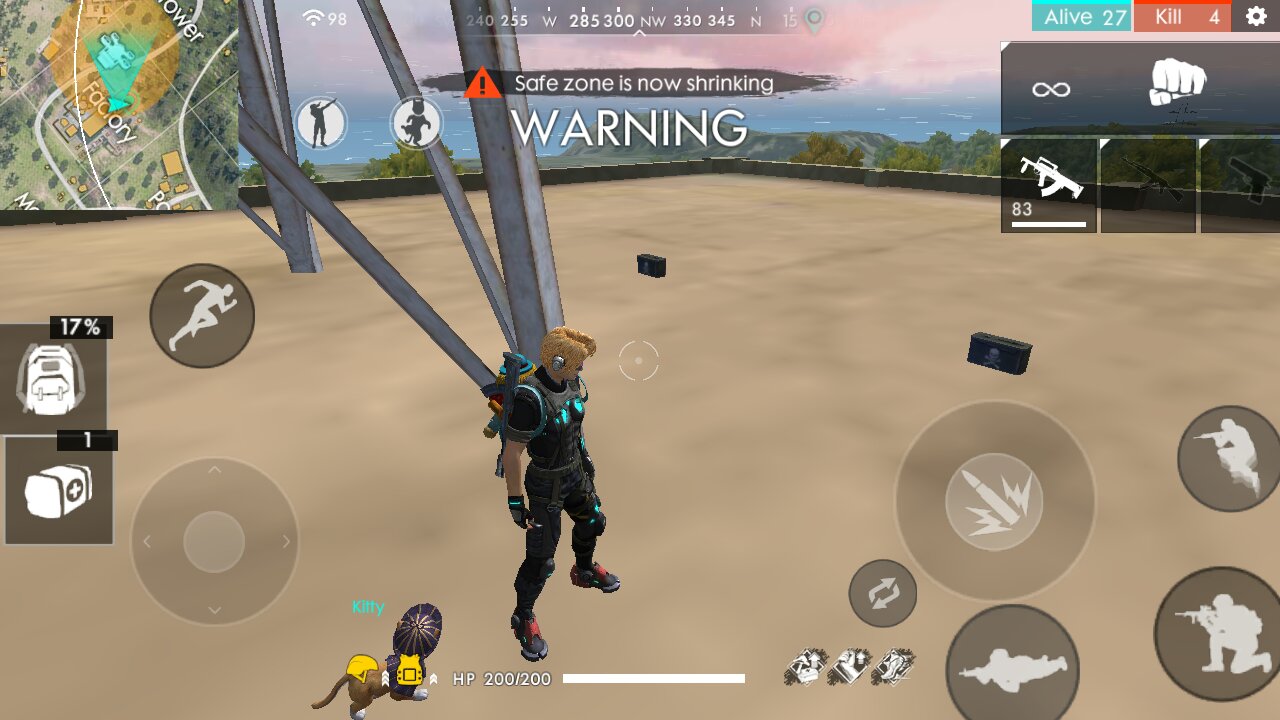 98
240 255 W 285 300 NW 330 345 N 15
Alive 27
Kill 4
Safe zone is now shrinking
WARNING
Factory
∞
83
17%
1
Kitty
HP 200/200